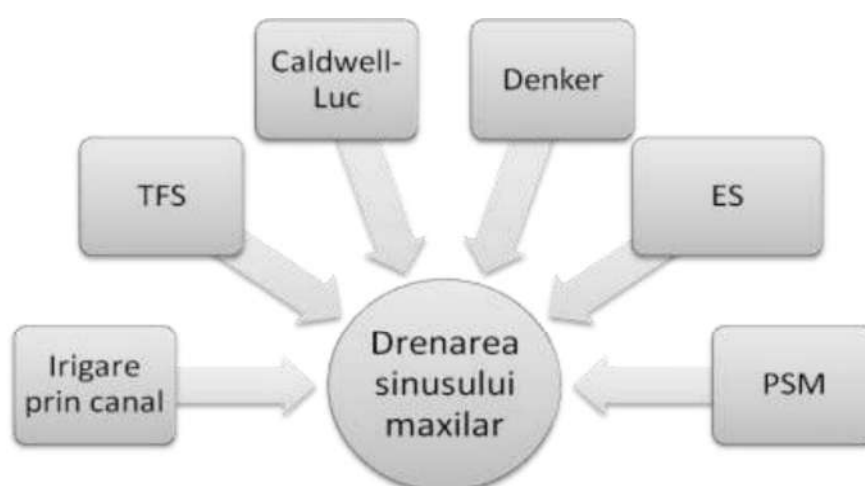 Caldwell-
Luc
Denker
TFS
ES
Irigare
prin canal
Drenarea
sinusului
maxilar
PSM